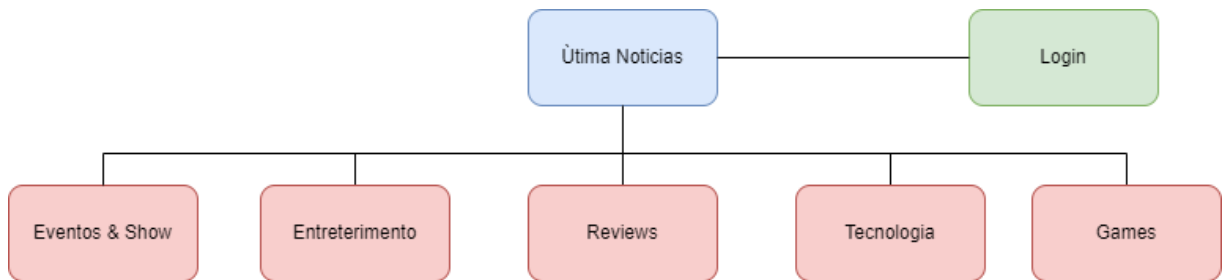 Ùtima Noticias
Login
Eventos & Show
Entreterimento
Reviews
Tecnologia
Games